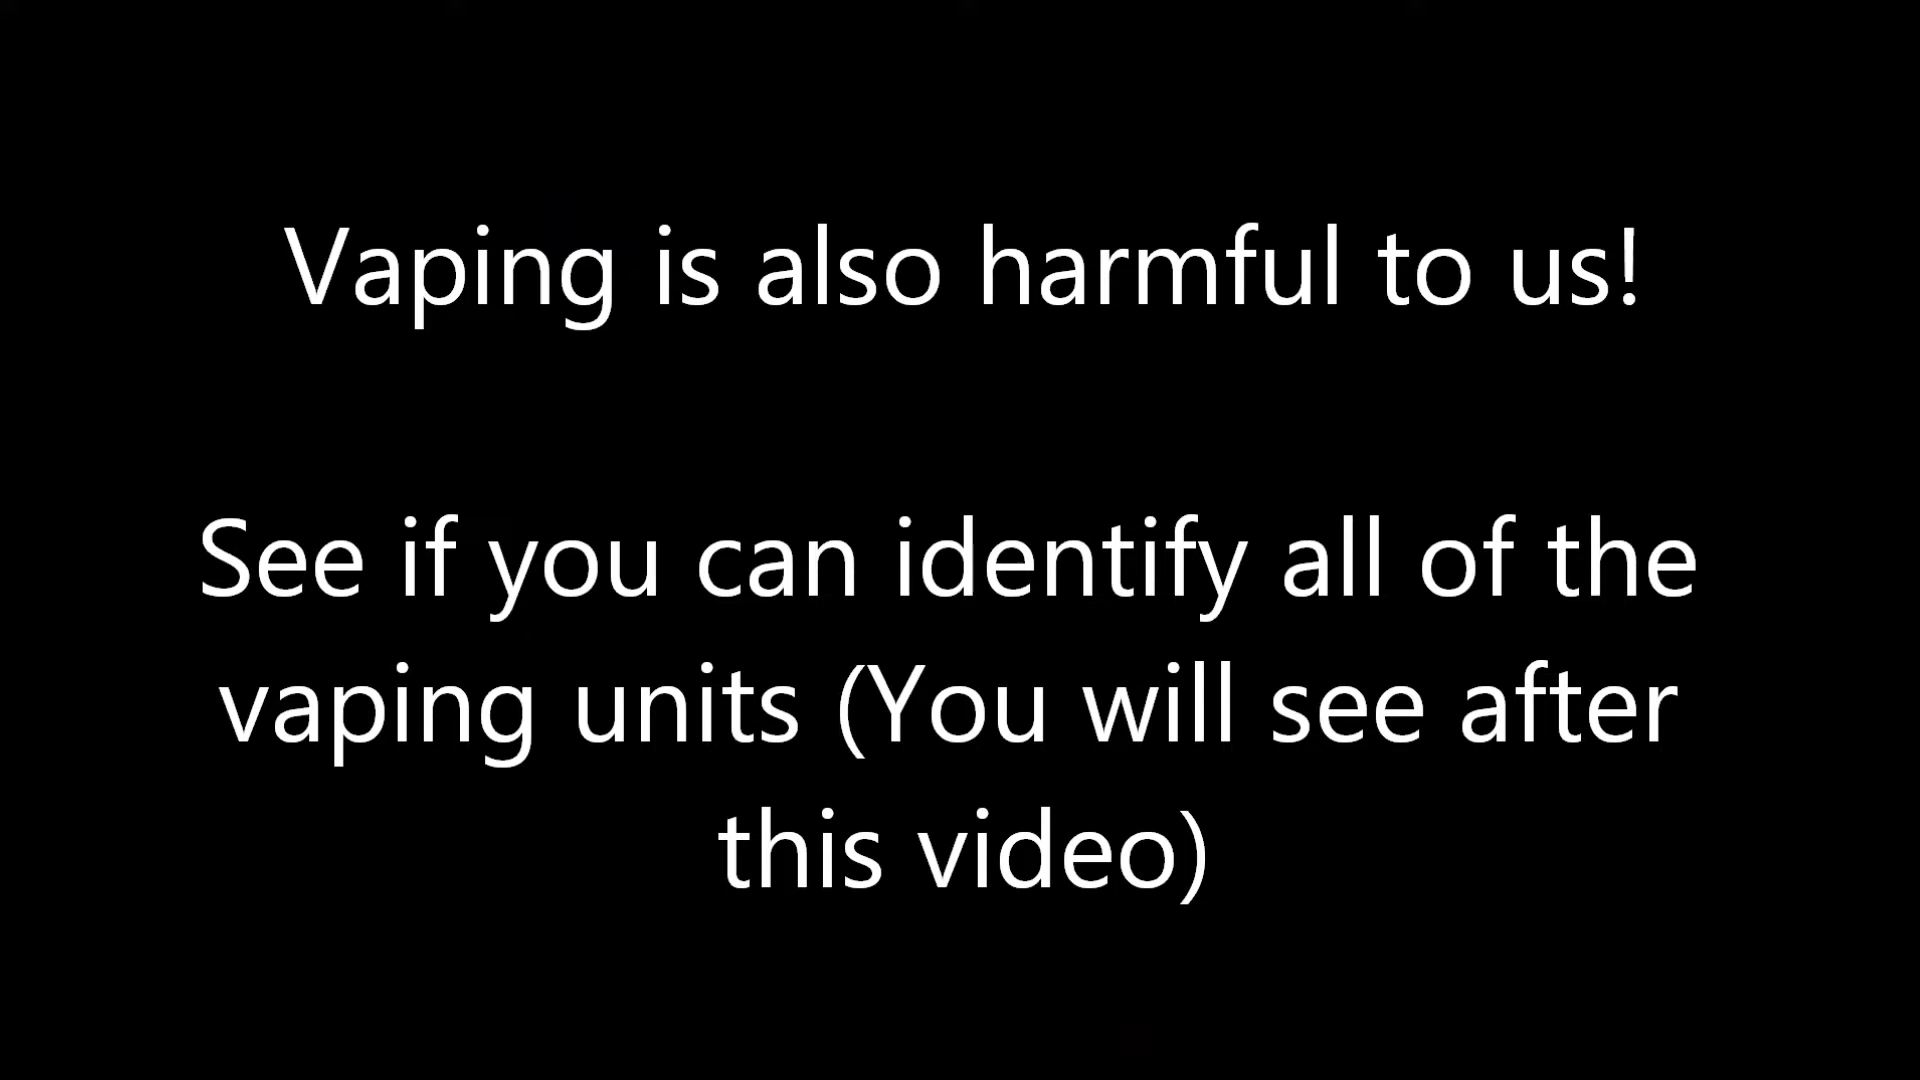 Vaping is also harmful to us!
See if you can identify all of the
vaping units (You will see after
this video)